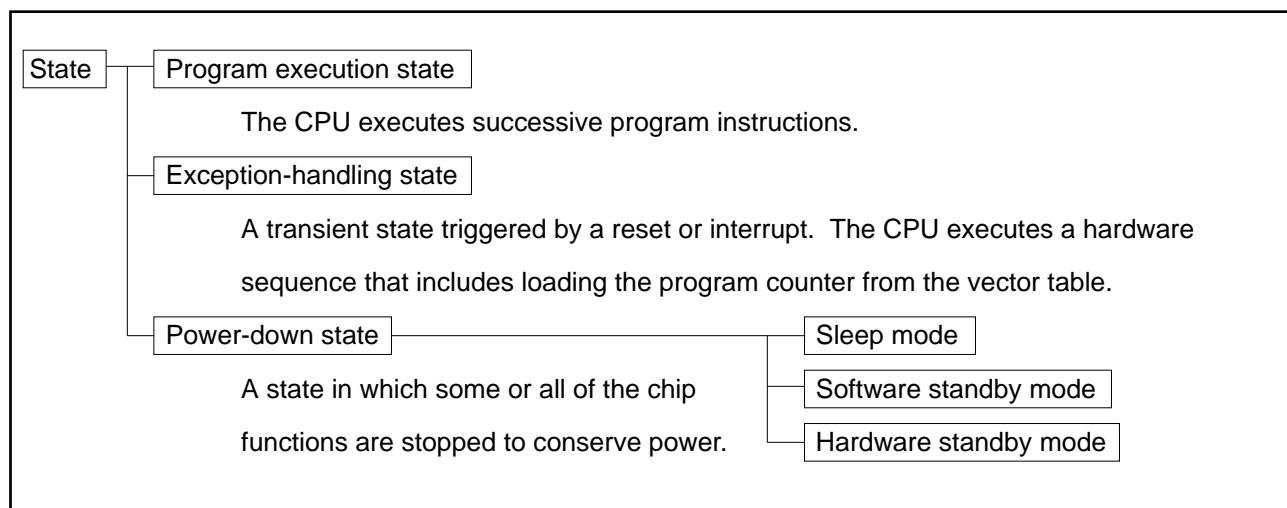 State
Program execution state
The CPU executes successive program instructions.
Exception-handling state
A transient state triggered by a reset or interrupt.  The CPU executes a hardware
sequence that includes loading the program counter from the vector table.
Power-down state
Sleep mode
A state in which some or all of the chip
Software standby mode
functions are stopped to conserve power.
Hardware standby mode